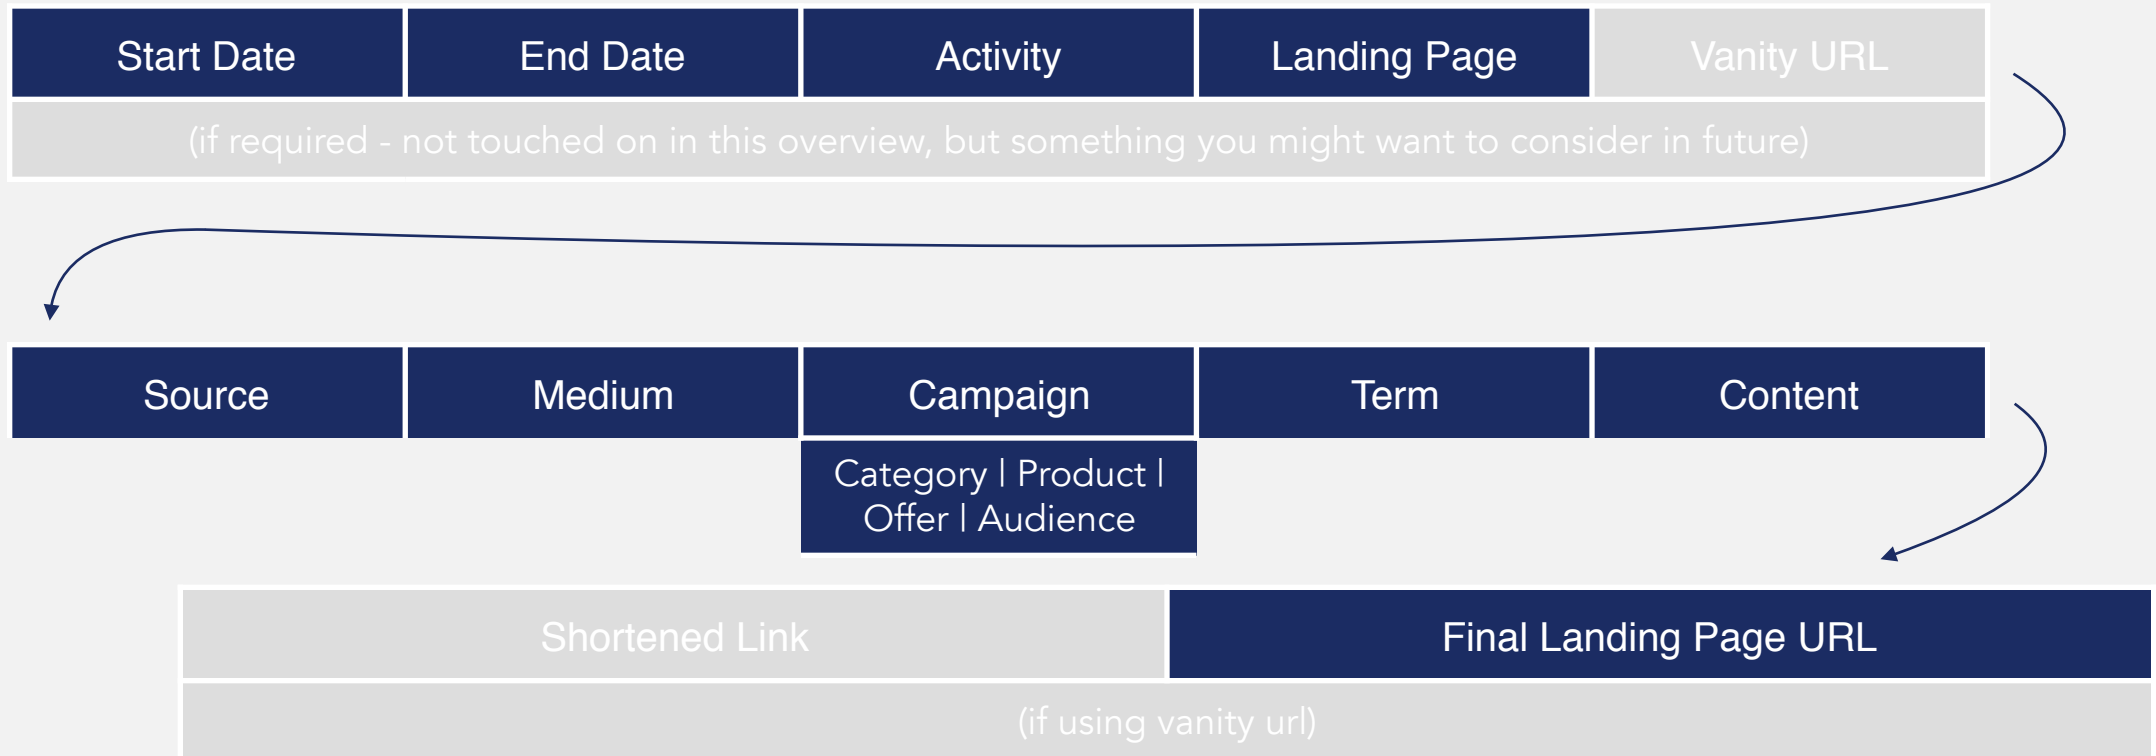 Start Date
End Date
Activity
Landing Page
Vanity URL
(if required - not touched on in this overview, but something you might want to consider in future)
Source
Medium
Campaign
Term
Content
Category | Product |
Offer | Audience
Shortened Link
Final Landing Page URL
(if using vanity url)